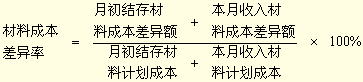 月初结存材 本月收入材
料成本差异额 + 料成本差异额
材料成本差异率 = ———————————— × 100%
月初结存材 本月收入材
料计划成本 + 料计划成本